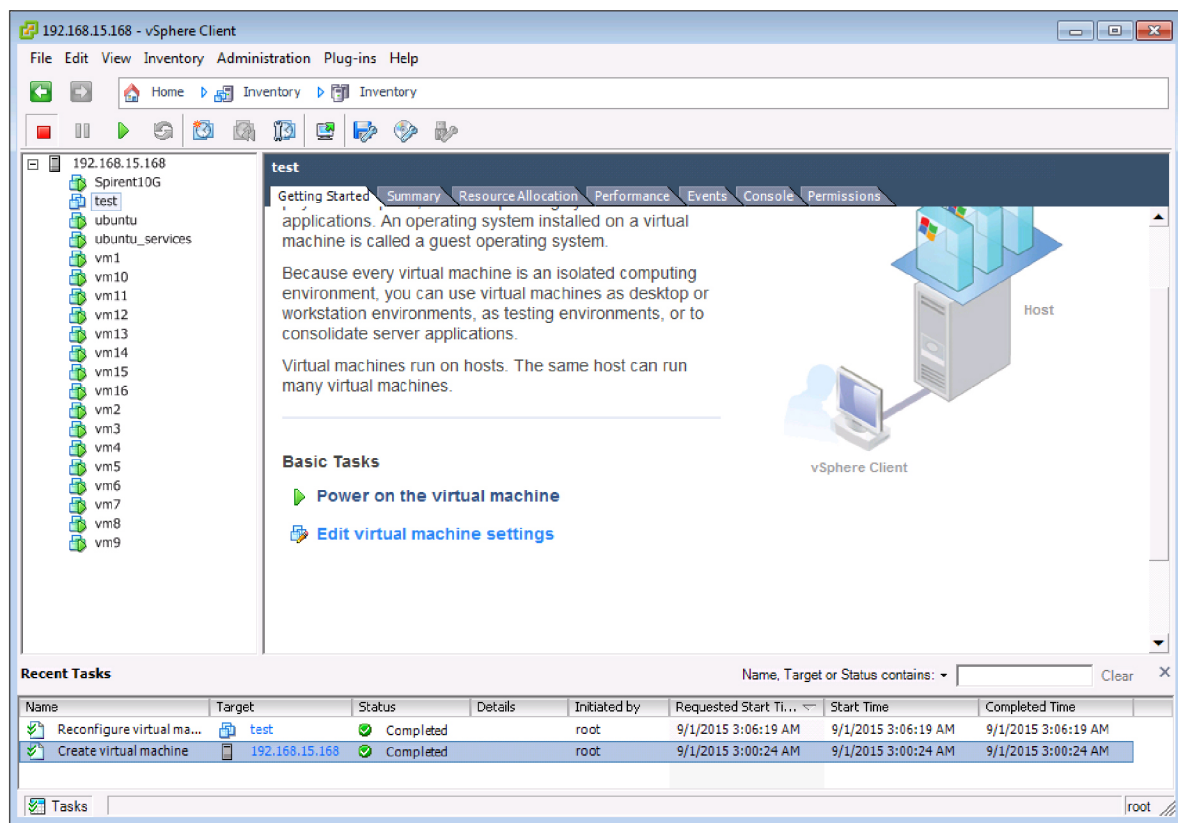 192.168.15.168 - vSphere Client
File Edit View Inventory Administration Plug-ins Help
Home Inventory Inventory
192.168.15.168
Spirent10G
test
ubuntu
ubuntu_services
vm1
vm10
vm11
vm12
vm13
vm14
vm15
vm16
vm2
vm3
vm4
vm5
vm6
vm7
vm8
vm9
test
Getting Started Summary Resource Allocation Performance Events Console Permissions
applications. An operating system installed on a virtual
machine is called a guest operating system.
Because every virtual machine is an isolated computing
environment, you can use virtual machines as desktop or
workstation environments, as testing environments, or to
consolidate server applications.
Virtual machines run on hosts. The same host can run
many virtual machines.
Basic Tasks
Power on the virtual machine
Edit virtual machine settings
Host
vSphere Client
Recent Tasks Name, Target or Status contains: Clear
Name Target Status Details Initiated by Requested Start Ti... Start Time Completed Time
Reconfigure virtual ma... test Completed root 9/1/2015 3:06:19 AM 9/1/2015 3:06:19 AM 9/1/2015 3:06:19 AM
Create virtual machine 192.168.15.168 Completed root 9/1/2015 3:00:24 AM 9/1/2015 3:00:24 AM 9/1/2015 3:00:24 AM
Tasks root